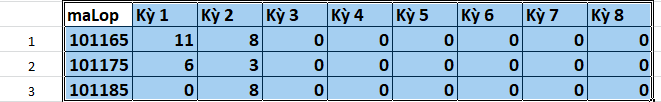 maLop Kỳ 1 Kỳ 2 Kỳ 3 Kỳ 4 Kỳ 5 Kỳ 6 Kỳ 7 Kỳ 8
1 101165 11 8 0 0 0 0 0 0
2 101175 6 3 0 0 0 0 0 0
3 101185 0 8 0 0 0 0 0 0